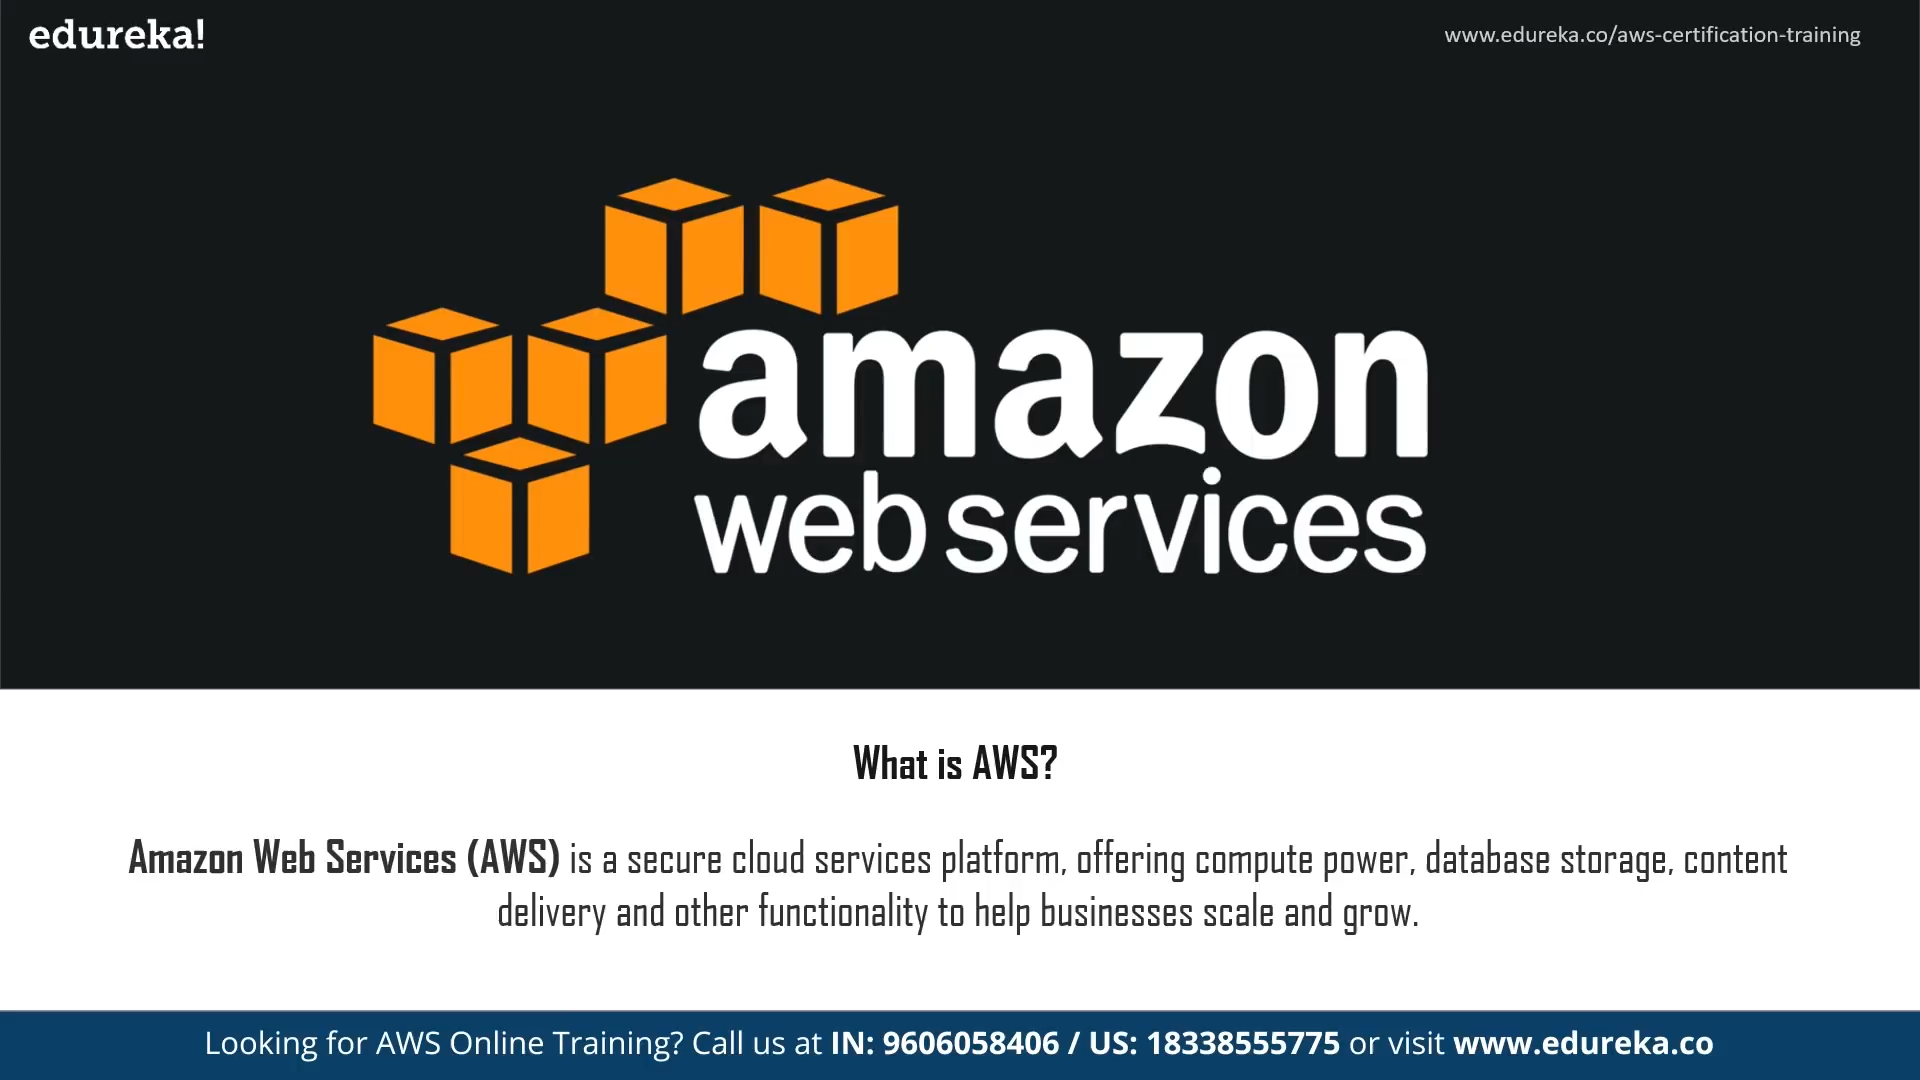 edureka!
www.edureka.co/aws-certification-training
amazon
web services
What is AWS?
Amazon Web Services (AWS) is a secure cloud services platform, offering compute power, database storage, content
delivery and other functionality to help businesses scale and grow.
Looking for AWS Online Training? Call us at IN: 9606058406 / US: 18338555775 or visit www.edureka.co